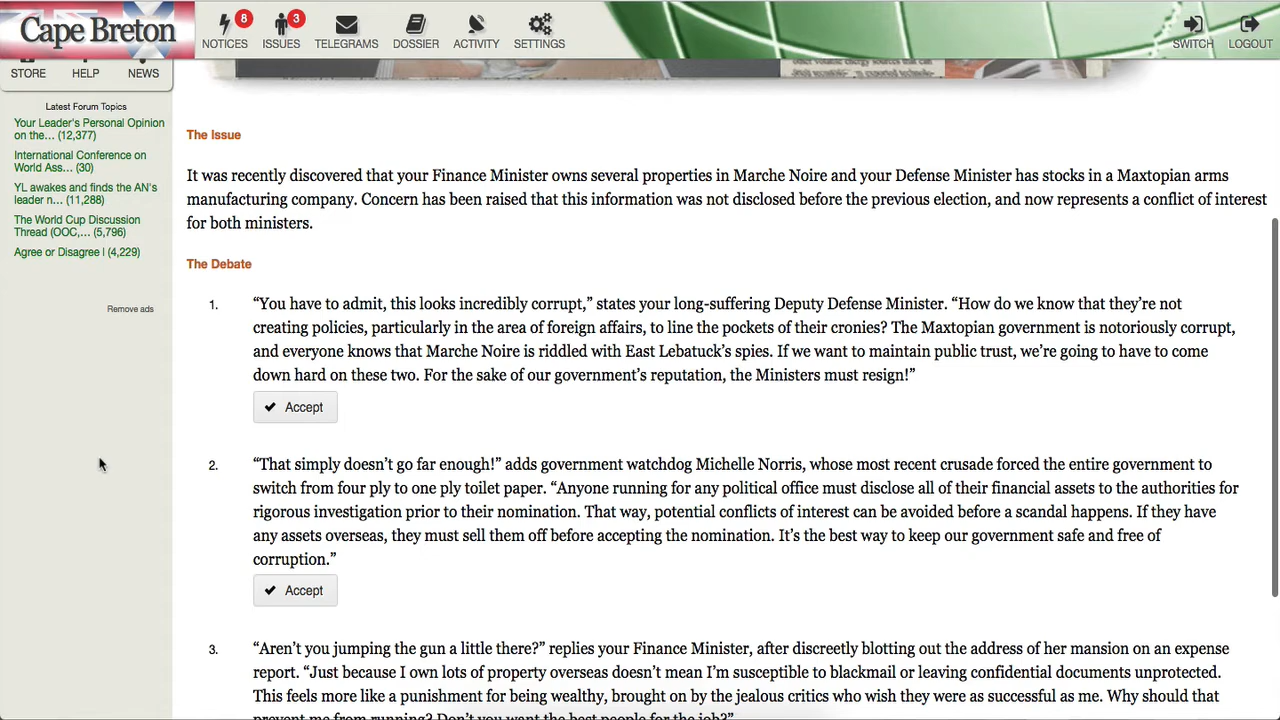 Cape Breton
8
3
NOTICES ISSUES TELEGRAMS DOSSIER ACTIVITY SETTINGS SWITCH LOGOUT
STORE HELP NEWS
Latest Forum Topics
Your Leader's Personal Opinion
on the... (12,377)
International Conference on
World Ass... (30)
YL awakes and finds the AN's
leader n... (11,288)
The World Cup Discussion
Thread (OOC,... (5,796)
Agree or Disagree | (4,229)
Remove ads
The Issue
It was recently discovered that your Finance Minister owns several properties in Marche Noire and your Defense Minister has stocks in a Maxtopian arms
manufacturing company. Concern has been raised that this information was not disclosed before the previous election, and now represents a conflict of interest
for both ministers.
The Debate
1. “You have to admit, this looks incredibly corrupt,” states your long-suffering Deputy Defense Minister. “How do we know that they’re not
creating policies, particularly in the area of foreign affairs, to line the pockets of their cronies? The Maxtopian government is notoriously corrupt,
and everyone knows that Marche Noire is riddled with East Lebatuck’s spies. If we want to maintain public trust, we’re going to have to come
down hard on these two. For the sake of our government’s reputation, the Ministers must resign!”
Accept
2. “That simply doesn’t go far enough!” adds government watchdog Michelle Norris, whose most recent crusade forced the entire government to
switch from four ply to one ply toilet paper. “Anyone running for any political office must disclose all of their financial assets to the authorities for
rigorous investigation prior to their nomination. That way, potential conflicts of interest can be avoided before a scandal happens. If they have
any assets overseas, they must sell them off before accepting the nomination. It’s the best way to keep our government safe and free of
corruption.”
Accept
3. “Aren’t you jumping the gun a little there?” replies your Finance Minister, after discreetly blotting out the address of her mansion on an expense
report. “Just because I own lots of property overseas doesn’t mean I’m susceptible to blackmail or leaving confidential documents unprotected.
This feels more like a punishment for being wealthy, brought on by the jealous critics who wish they were as successful as me. Why should that
prevent me from running? Don’t you want the best people for the job?”